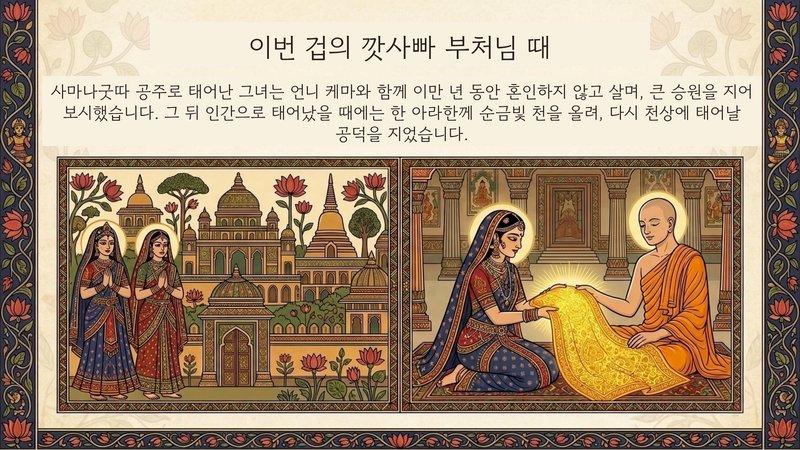 이번 겁의 깟사빠 부처님 때
사마나굿따 공주로 태어난 그녀는 언니 케마와 함께 이만 년 동안 혼인하지 않고 살며, 큰 승원을 지어
보시했습니다. 그 뒤 인간으로 태어났을 때에는 한 아라한께 순금빛 천을 올려, 다시 천상에 태어날
공덕을 지었습니다.